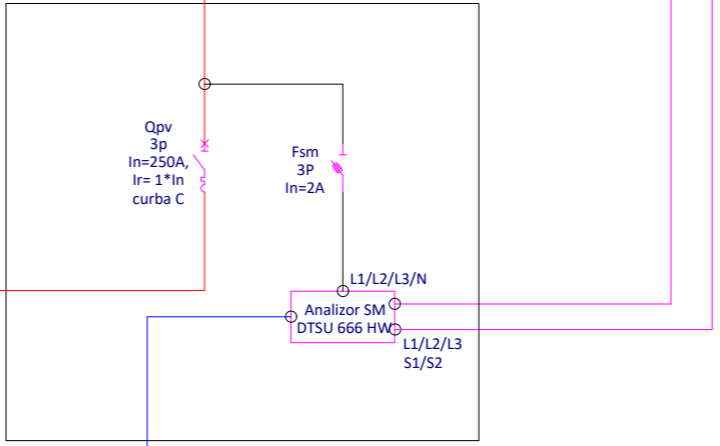 Qpv
3p
In=250A,
Ir= 1*In
curba C
Fsm
3P
In=2A
L1/L2/L3/N
Analizor SM
DTSU 666 HW
L1/L2/L3
S1/S2